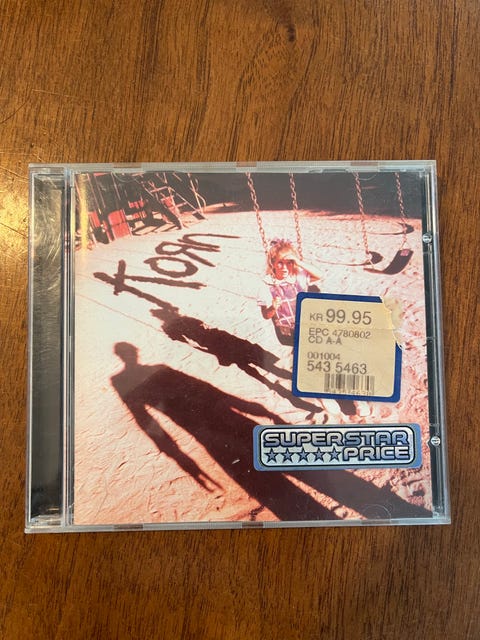 KoЯn
KR 99.95
EPC 4780802
CD A-A
001004
543 5463
SUPERSTAR
PRICE